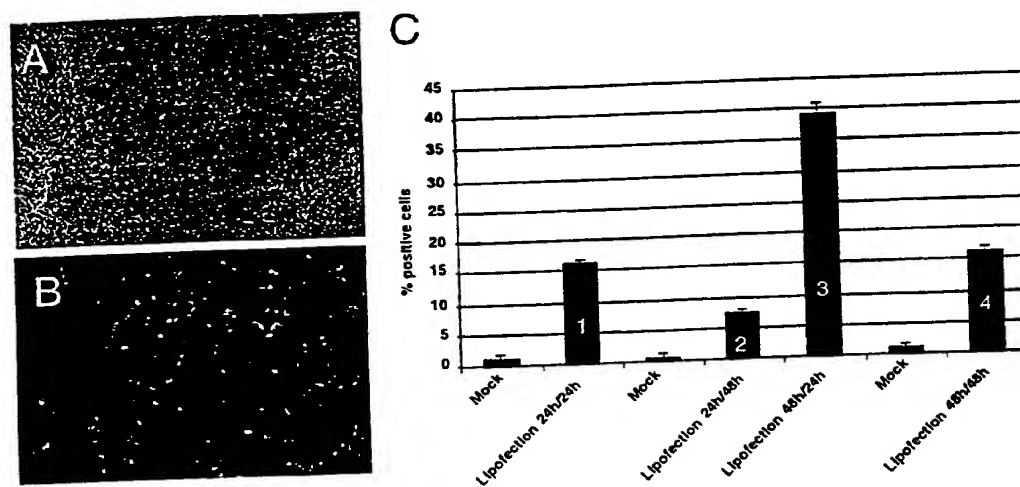 A
B
C
% positive cells
45
40
35
30
25
20
15
10
5
0
1
2
3
4
Mock
Lipofection 24h/24h
Mock
Lipofection 24h/48h
Lipofection 48h/24h
Mock
Lipofection 48h/48h